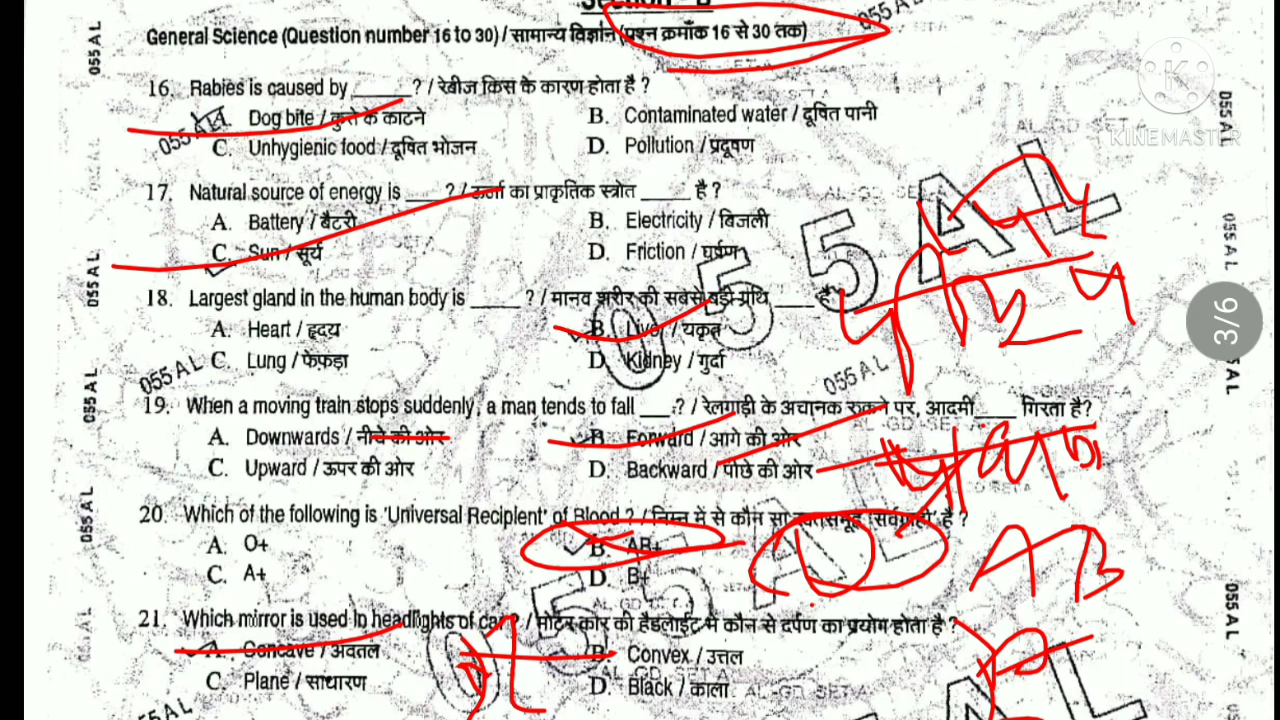 Section - B
General Science (Question number 16 to 30) / सामान्य विज्ञान (प्रश्न क्रमाँक 16 से 30 तक)
16. Rabies is caused by _____ ? / रेबीज किस के कारण होता है ?
A. Dog bite / कुत्ते के काटने
B. Contaminated water / दूषित पानी
C. Unhygienic food / दूषित भोजन
D. Pollution / प्रदूषण
17. Natural source of energy is ____ ? / ऊर्जा का प्राकृतिक स्त्रोत _____ है ?
A. Battery / बैटरी
B. Electricity / बिजली
C. Sun / सूर्य
D. Friction / घर्षण
18. Largest gland in the human body is _____ ? / मानव शरीर की सबसे बड़ी ग्रंथि ____ है
A. Heart / हृदय
B. Liver / यकृत
C. Lung / फेफड़ा
D. Kidney / गुर्दा
19. When a moving train stops suddenly, a man tends to fall ___ ? / रेलगाड़ी के अचानक रुकने पर, आदमी____ गिरता है?
A. Downwards / नीचे की ओर
B. Forward / आगे की ओर
C. Upward / ऊपर की ओर
D. Backward / पीछे की ओर
20. Which of the following is 'Universal Recipient' of Blood ? / निम्न में से कौन सा रक्तसमूह 'सर्वग्राही' है ?
A. O+
B. AB+
C. A+
D. B+
AB
21. Which mirror is used in headlights of car ? / मोटर कार की हैडलाईट में कौन से दर्पण का प्रयोग होता है ?
A. Concave / अवतल
B. Convex / उत्तल
C. Plane / साधारण
D. Black / काला
055 A L
KINEMASTER
3/6